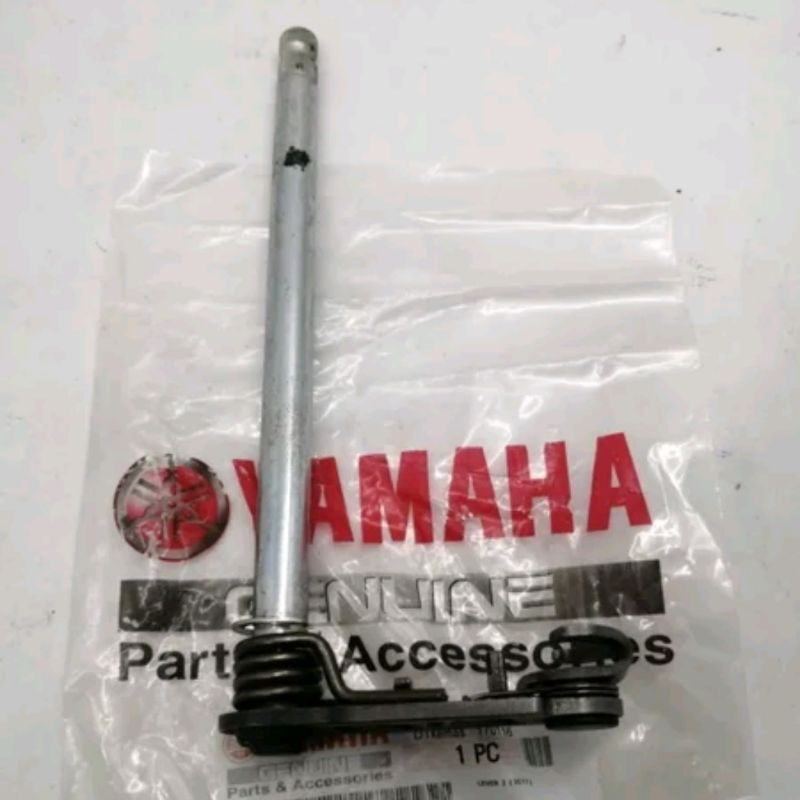 YAMAHA
GENUINE
Parts & Accessories
YAMAHA
GENUINE
Parts & Accessories
1 PC